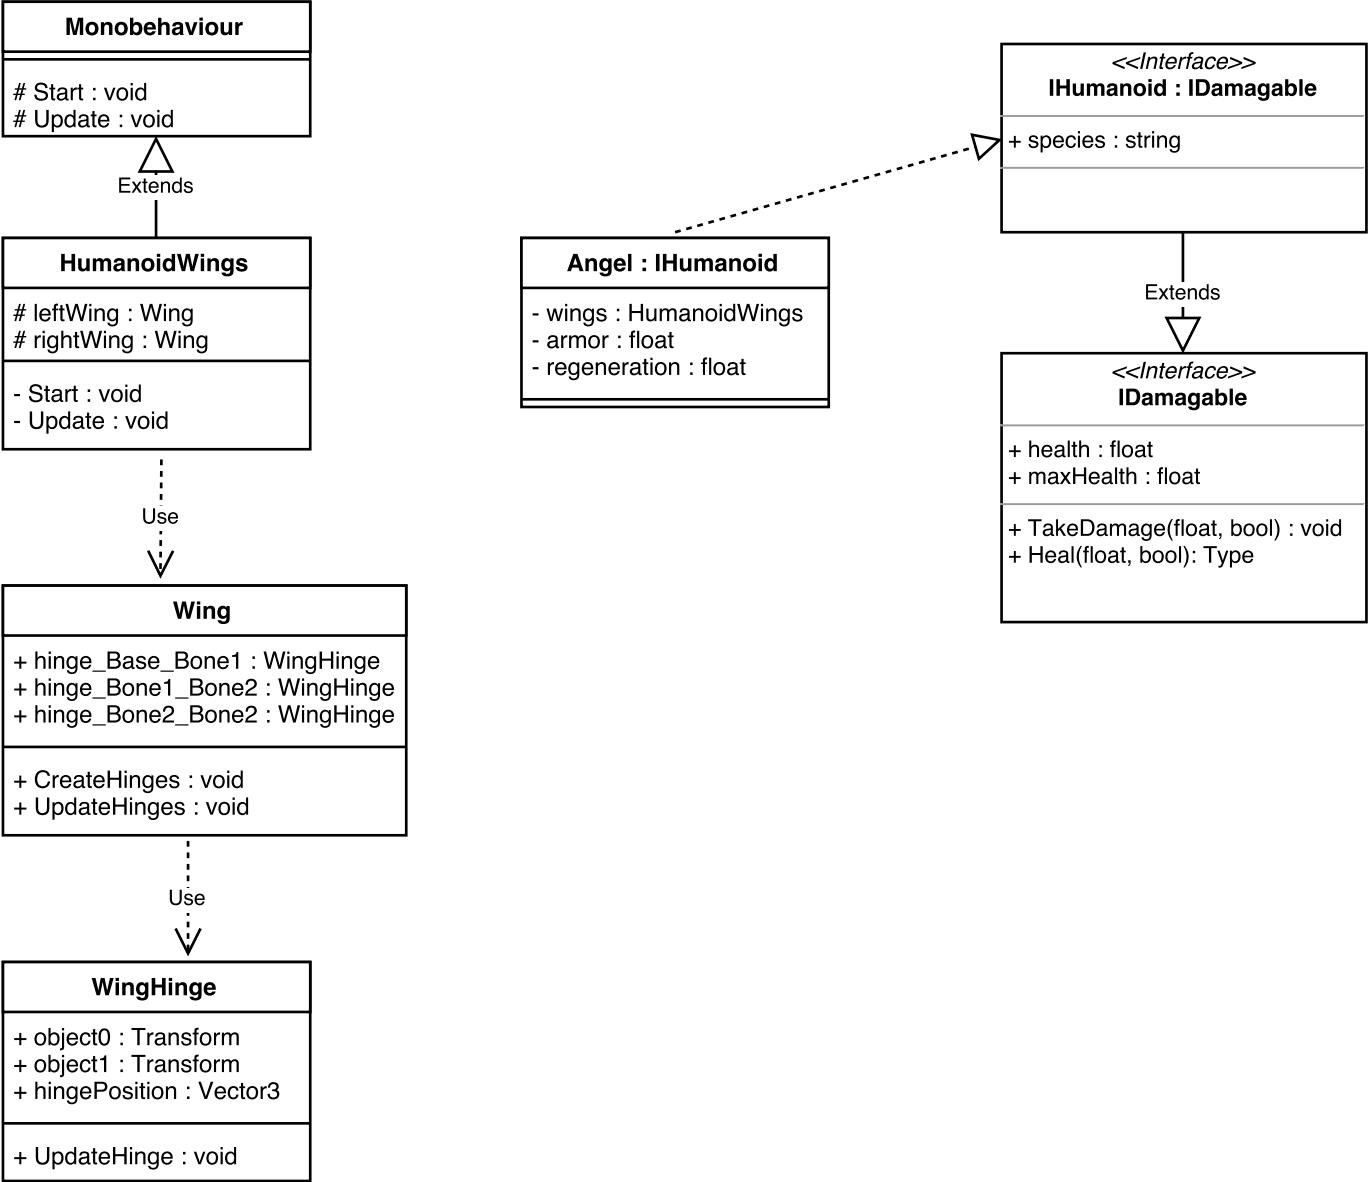 Monobehaviour
# Start : void
# Update : void
Extends
HumanoidWings
# leftWing : Wing
# rightWing : Wing
- Start : void
- Update : void
Use
Wing
+ hinge_Base_Bone1 : WingHinge
+ hinge_Bone1_Bone2 : WingHinge
+ hinge_Bone2_Bone2 : WingHinge
+ CreateHinges : void
+ UpdateHinges : void
Use
WingHinge
+ object0 : Transform
+ object1 : Transform
+ hingePosition : Vector3
+ UpdateHinge : void
Angel : IHumanoid
- wings : HumanoidWings
- armor : float
- regeneration : float
<<Interface>>
IHumanoid : IDamagable
+ species : string
Extends
<<Interface>>
IDamagable
+ health : float
+ maxHealth : float
+ TakeDamage(float, bool) : void
+ Heal(float, bool): Type